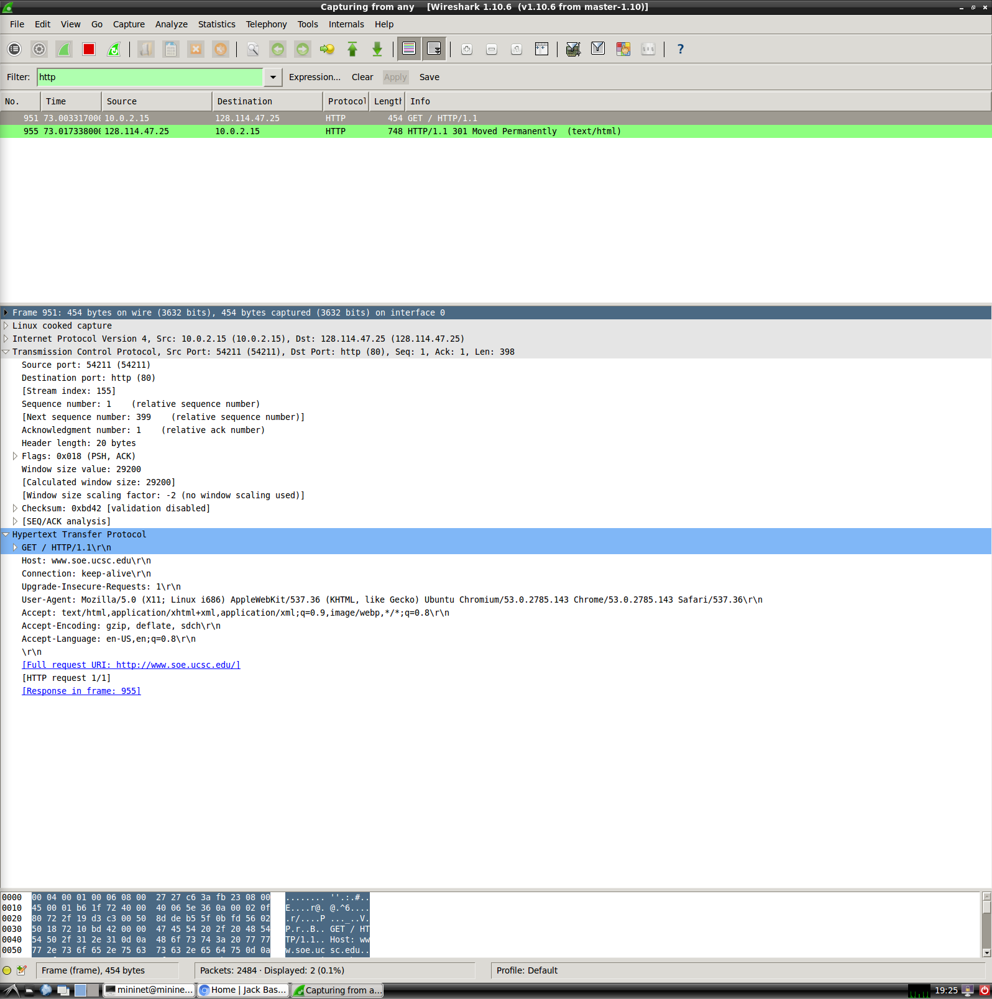 Capturing from any [Wireshark 1.10.6 (v1.10.6 from master-1.10)]
File Edit View Go Capture Analyze Statistics Telephony Tools Internals Help
Filter: http Expression... Clear Apply Save
No. Time Source Destination Protocol Length Info
951 73.003317000 10.0.2.15 128.114.47.25 HTTP 454 GET / HTTP/1.1
955 73.017338000 128.114.47.25 10.0.2.15 HTTP 748 HTTP/1.1 301 Moved Permanently (text/html)
Frame 951: 454 bytes on wire (3632 bits), 454 bytes captured (3632 bits) on interface 0
Linux cooked capture
Internet Protocol Version 4, Src: 10.0.2.15 (10.0.2.15), Dst: 128.114.47.25 (128.114.47.25)
Transmission Control Protocol, Src Port: 54211 (54211), Dst Port: http (80), Seq: 1, Ack: 1, Len: 398
Source port: 54211 (54211)
Destination port: http (80)
[Stream index: 155]
Sequence number: 1 (relative sequence number)
[Next sequence number: 399 (relative sequence number)]
Acknowledgment number: 1 (relative ack number)
Header length: 20 bytes
Flags: 0x018 (PSH, ACK)
Window size value: 29200
[Calculated window size: 29200]
[Window size scaling factor: -2 (no window scaling used)]
Checksum: 0xbd42 [validation disabled]
[SEQ/ACK analysis]
Hypertext Transfer Protocol
GET / HTTP/1.1\r\n
Host: www.soe.ucsc.edu\r\n
Connection: keep-alive\r\n
Upgrade-Insecure-Requests: 1\r\n
User-Agent: Mozilla/5.0 (X11; Linux i686) AppleWebKit/537.36 (KHTML, like Gecko) Ubuntu Chromium/53.0.2785.143 Chrome/53.0.2785.143 Safari/537.36\r\n
Accept: text/html,application/xhtml+xml,application/xml;q=0.9,image/webp,*/*;q=0.8\r\n
Accept-Encoding: gzip, deflate, sdch\r\n
Accept-Language: en-US,en;q=0.8\r\n
\r\n
[Full request URI: http://www.soe.ucsc.edu/]
[HTTP request 1/1]
[Response in frame: 955]
0000 00 04 00 01 00 06 08 00 27 27 c6 3a fb 23 08 00 ........ ''.:.#..
0010 45 00 01 b6 1f 72 40 00 40 06 5e 36 0a 00 02 0f E....r@. @.^6....
0020 80 72 2f 19 d3 c3 00 50 8d de b5 5f 0b fd 56 02 .r/....P ..._..V.
0030 50 18 72 10 bd 42 00 00 47 45 54 20 2f 20 48 54 P.r..B.. GET / HT
0040 54 50 2f 31 2e 31 0d 0a 48 6f 73 74 3a 20 77 77 TP/1.1.. Host: ww
0050 77 2e 73 6f 65 2e 75 63 73 63 2e 65 64 75 0d 0a w.soe.uc sc.edu..
Frame (frame), 454 bytes Packets: 2484 · Displayed: 2 (0.1%) Profile: Default
mininet@minine... Home | Jack Bas... Capturing from a... 19:25